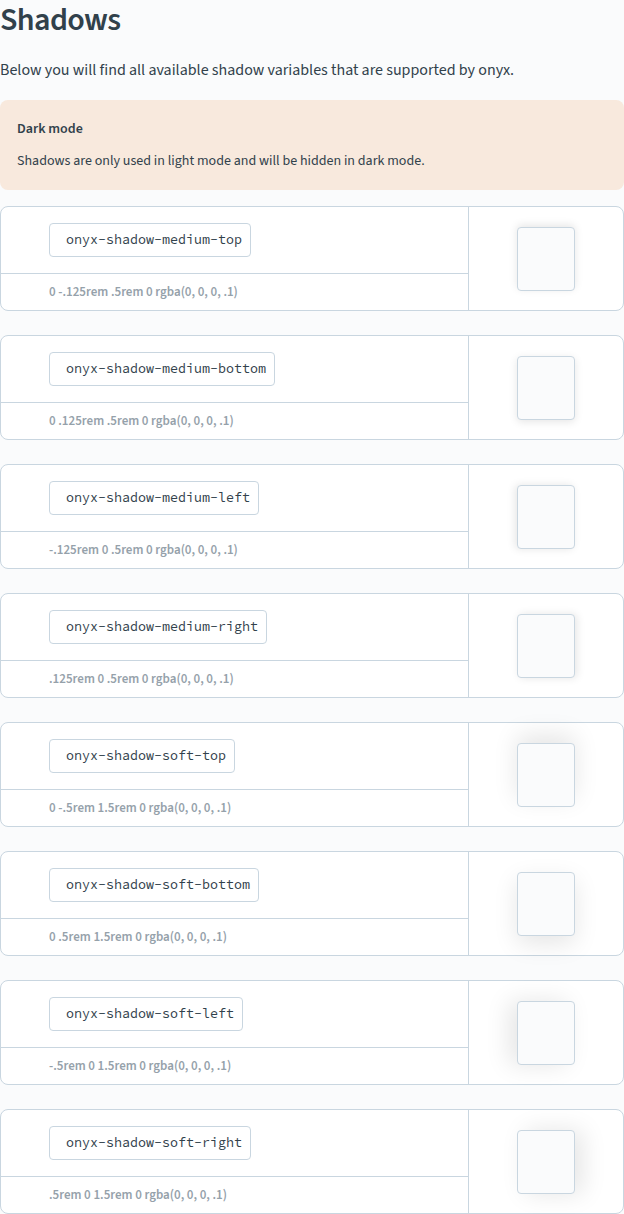 Shadows
Below you will find all available shadow variables that are supported by onyx.
Dark mode
Shadows are only used in light mode and will be hidden in dark mode.
onyx-shadow-medium-top
0 -.125rem .5rem 0 rgba(0, 0, 0, .1)
onyx-shadow-medium-bottom
0 .125rem .5rem 0 rgba(0, 0, 0, .1)
onyx-shadow-medium-left
-.125rem 0 .5rem 0 rgba(0, 0, 0, .1)
onyx-shadow-medium-right
.125rem 0 .5rem 0 rgba(0, 0, 0, .1)
onyx-shadow-soft-top
0 -.5rem 1.5rem 0 rgba(0, 0, 0, .1)
onyx-shadow-soft-bottom
0 .5rem 1.5rem 0 rgba(0, 0, 0, .1)
onyx-shadow-soft-left
-.5rem 0 1.5rem 0 rgba(0, 0, 0, .1)
onyx-shadow-soft-right
.5rem 0 1.5rem 0 rgba(0, 0, 0, .1)